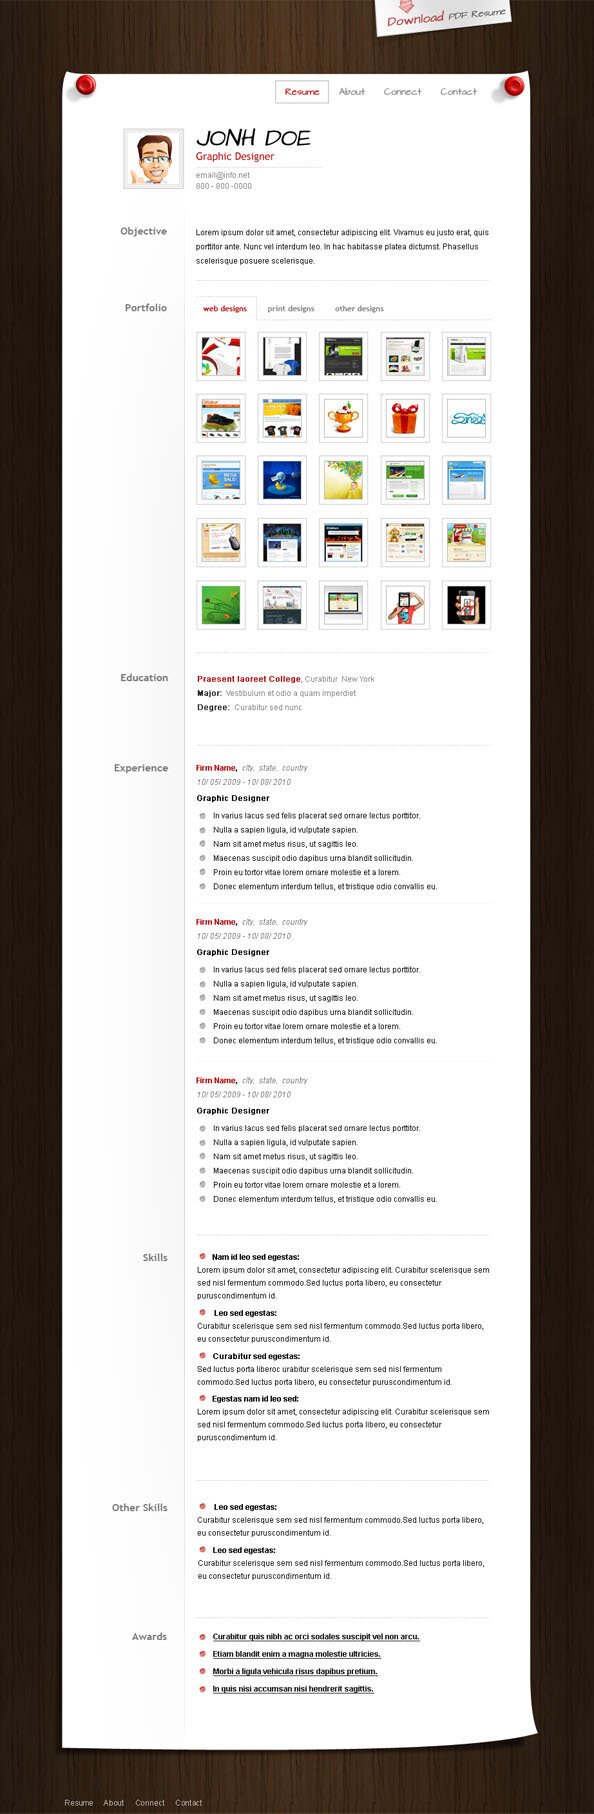 Download PDF Resume
Resume About Connect Contact
JONH DOE
Graphic Designer
email@info.net
800 - 800 -0000
Objective
Lorem ipsum dolor sit amet, consectetur adipiscing elit. Vivamus eu justo erat, quis
porttitor ante. Nunc vel interdum leo. In hac habitasse platea dictumst. Phasellus
scelerisque posuere scelerisque.
Portfolio
web designs print designs other designs
MEGA
SALE!
Education
Praesent laoreet College, Curabitur New York
Major: Vestibulum et odio a quam imperdiet
Degree: Curabitur sed nunc
Experience
Firm Name, city, state, country
10/ 05/ 2009 - 10/ 08/ 2010
Graphic Designer
In varius lacus sed felis placerat sed ornare lectus porttitor.
Nulla a sapien ligula, id vulputate sapien.
Nam sit amet metus risus, ut sagittis leo.
Maecenas suscipit odio dapibus urna blandit sollicitudin.
Proin eu tortor vitae lorem ornare molestie et a lorem.
Donec elementum interdum tellus, et tristique odio convallis eu.
Firm Name, city, state, country
10/ 05/ 2009 - 10/ 08/ 2010
Graphic Designer
In varius lacus sed felis placerat sed ornare lectus porttitor.
Nulla a sapien ligula, id vulputate sapien.
Nam sit amet metus risus, ut sagittis leo.
Maecenas suscipit odio dapibus urna blandit sollicitudin.
Proin eu tortor vitae lorem ornare molestie et a lorem.
Donec elementum interdum tellus, et tristique odio convallis eu.
Firm Name, city, state, country
10/ 05/ 2009 - 10/ 08/ 2010
Graphic Designer
In varius lacus sed felis placerat sed ornare lectus porttitor.
Nulla a sapien ligula, id vulputate sapien.
Nam sit amet metus risus, ut sagittis leo.
Maecenas suscipit odio dapibus urna blandit sollicitudin.
Proin eu tortor vitae lorem ornare molestie et a lorem.
Donec elementum interdum tellus, et tristique odio convallis eu.
Skills
Nam id leo sed egestas:
Lorem ipsum dolor sit amet, consectetur adipiscing elit. Curabitur scelerisque sem
sed nisl fermentum commodo.Sed luctus porta libero, eu consectetur
puruscondimentum id.
Leo sed egestas:
Curabitur scelerisque sem sed nisl fermentum commodo.Sed luctus porta libero,
eu consectetur puruscondimentum id.
Curabitur sed egestas:
Sed luctus porta liberoc urabitur scelerisque sem sed nisl fermentum
commodo.Sed luctus porta libero, eu consectetur puruscondimentum id.
Egestas nam id leo sed:
Lorem ipsum dolor sit amet, consectetur adipiscing elit. Curabitur scelerisque sem
sed nisl fermentum commodo.Sed luctus porta libero, eu consectetur
puruscondimentum id.
Other Skills
Leo sed egestas:
Curabitur scelerisque sem sed nisl fermentum commodo.Sed luctus porta libero,
eu consectetur puruscondimentum id.
Leo sed egestas:
Curabitur scelerisque sem sed nisl fermentum commodo.Sed luctus porta libero,
eu consectetur puruscondimentum id.
Awards
Curabitur quis nibh ac orci sodales suscipit vel non arcu.
Etiam blandit enim a magna molestie ultricies.
Morbi a ligula vehicula risus dapibus pretium.
In quis nisi accumsan nisi hendrerit sagittis.
Resume About Connect Contact